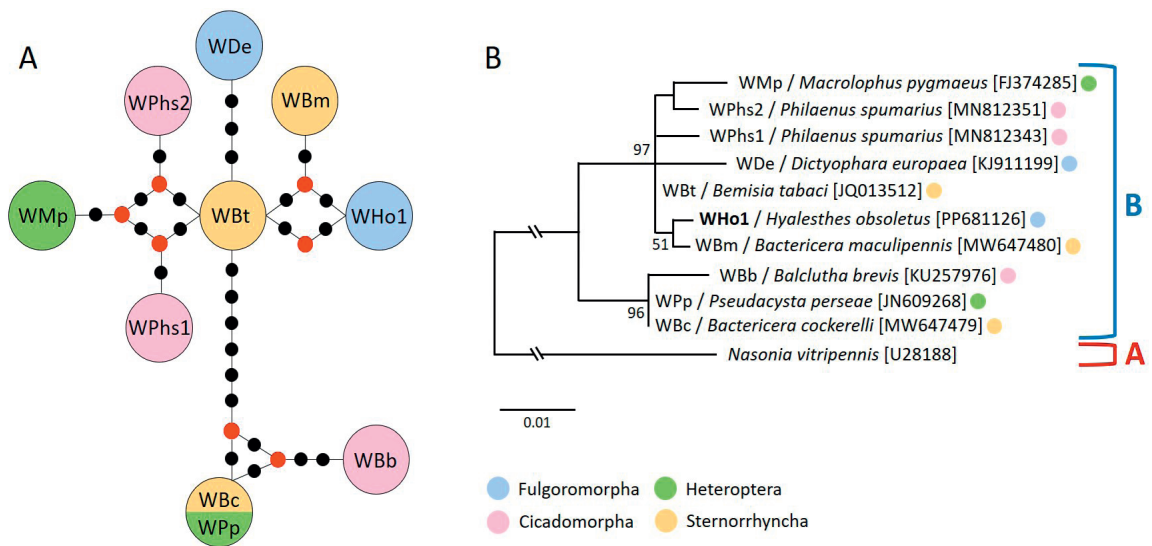 A
WDe
WPhs2
WBm
WMp
WBt
WHo1
WPhs1
WBb
WBc
WPp
B
WMp / Macrolophus pygmaeus [FJ374285]
WPhs2 / Philaenus spumarius [MN812351]
WPhs1 / Philaenus spumarius [MN812343]
97
WDe / Dictyophara europaea [KJ911199]
WBt / Bemisia tabaci [JQ013512]
WHo1 / Hyalesthes obsoletus [PP681126]
51
WBm / Bactericera maculipennis [MW647480]
WBb / Balclutha brevis [KU257976]
WPp / Pseudacysta perseae [JN609268]
96
WBc / Bactericera cockerelli [MW647479]
Nasonia vitripennis [U28188]
B
A
0.01
Fulgoromorpha
Heteroptera
Cicadomorpha
Sternorrhyncha